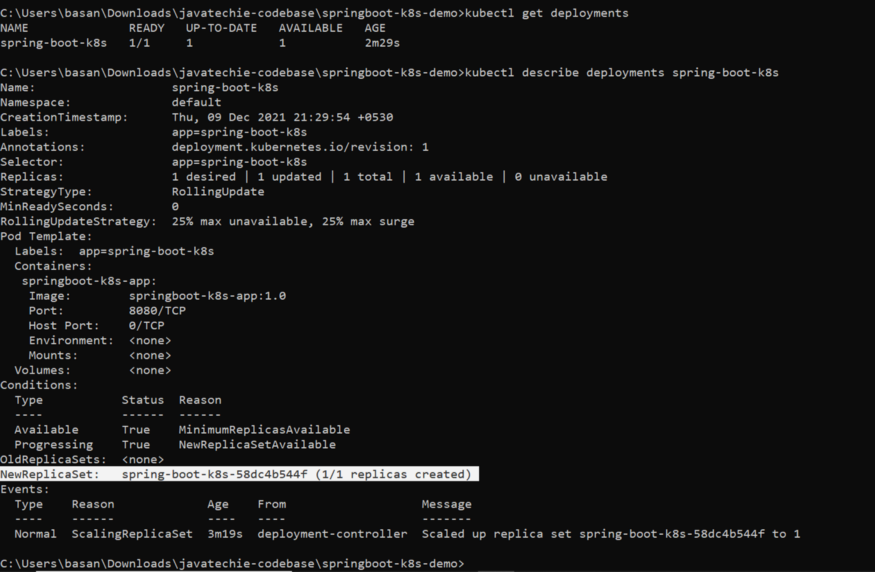 C:\Users\basan\Downloads\javatechie-codebase\springboot-k8s-demo>kubectl get deployments
NAME             READY   UP-TO-DATE   AVAILABLE   AGE
spring-boot-k8s   1/1     1            1           2m29s
C:\Users\basan\Downloads\javatechie-codebase\springboot-k8s-demo>kubectl describe deployments spring-boot-k8s
Name:                   spring-boot-k8s
Namespace:              default
CreationTimestamp:      Thu, 09 Dec 2021 21:29:54 +0530
Labels:                 app=spring-boot-k8s
Annotations:            deployment.kubernetes.io/revision: 1
Selector:               app=spring-boot-k8s
Replicas:               1 desired | 1 updated | 1 total | 1 available | 0 unavailable
StrategyType:           RollingUpdate
MinReadySeconds:        0
RollingUpdateStrategy:  25% max unavailable, 25% max surge
Pod Template:
  Labels:  app=spring-boot-k8s
  Containers:
   springboot-k8s-app:
    Image:        springboot-k8s-app:1.0
    Port:         8080/TCP
    Host Port:    0/TCP
    Environment:  <none>
    Mounts:       <none>
  Volumes:        <none>
Conditions:
  Type           Status  Reason
  ----           ------  ------
  Available      True    MinimumReplicasAvailable
  Progressing    True    NewReplicaSetAvailable
OldReplicaSets:  <none>
NewReplicaSet:   spring-boot-k8s-58dc4b544f (1/1 replicas created)
Events:
  Type    Reason             Age    From                   Message
  ----    ------             ----   ----                   -------
  Normal  ScalingReplicaSet  3m19s  deployment-controller  Scaled up replica set spring-boot-k8s-58dc4b544f to 1
C:\Users\basan\Downloads\javatechie-codebase\springboot-k8s-demo>